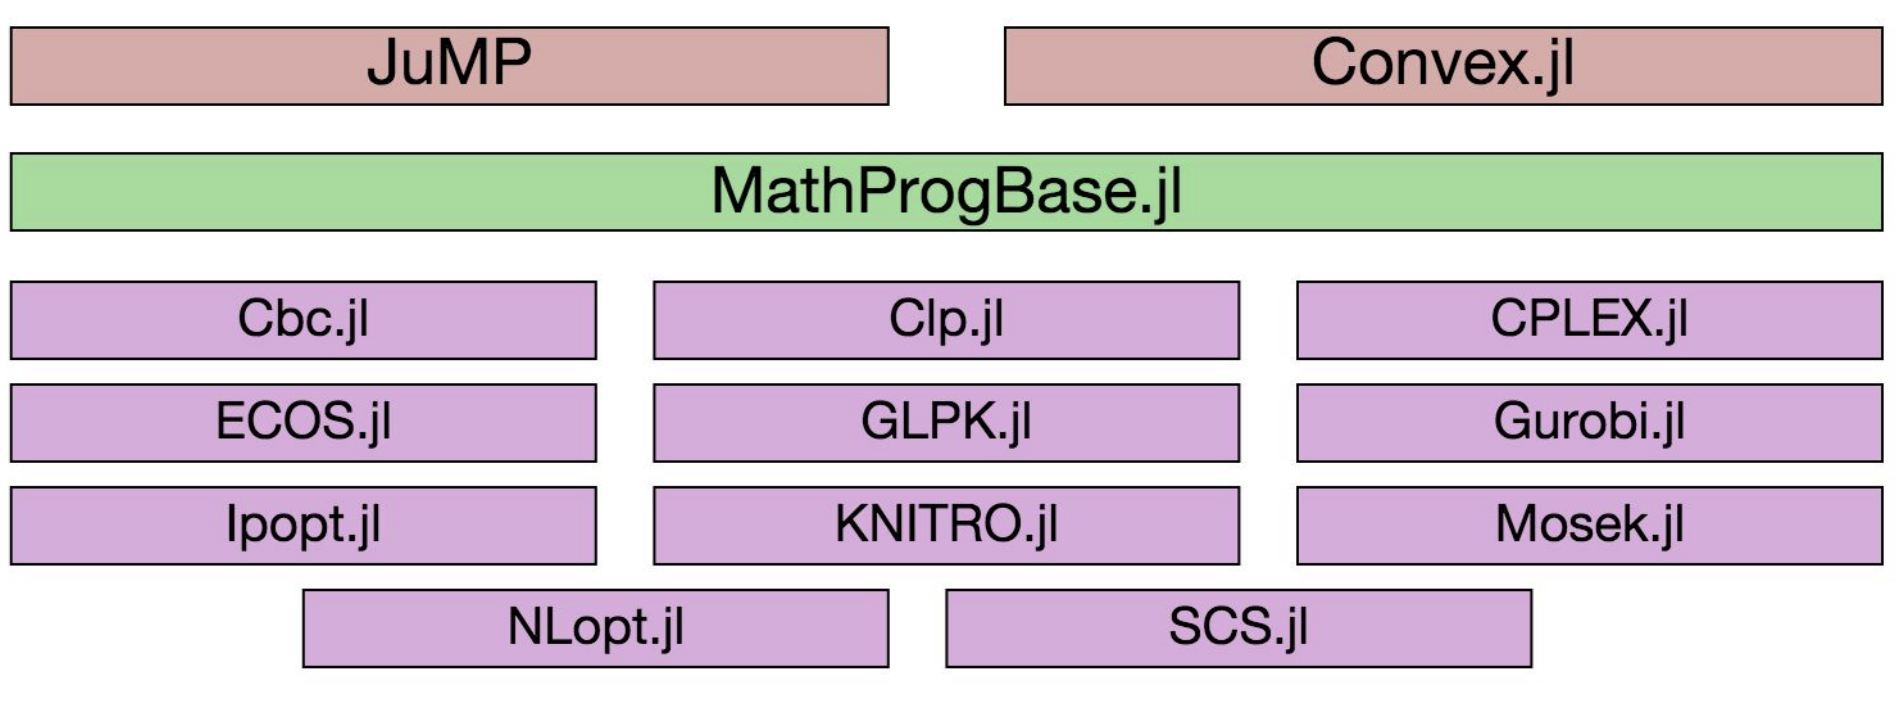 JuMP
Convex.jl
MathProgBase.jl
Cbc.jl
Clp.jl
CPLEX.jl
ECOS.jl
GLPK.jl
Gurobi.jl
Ipopt.jl
KNITRO.jl
Mosek.jl
NLopt.jl
SCS.jl